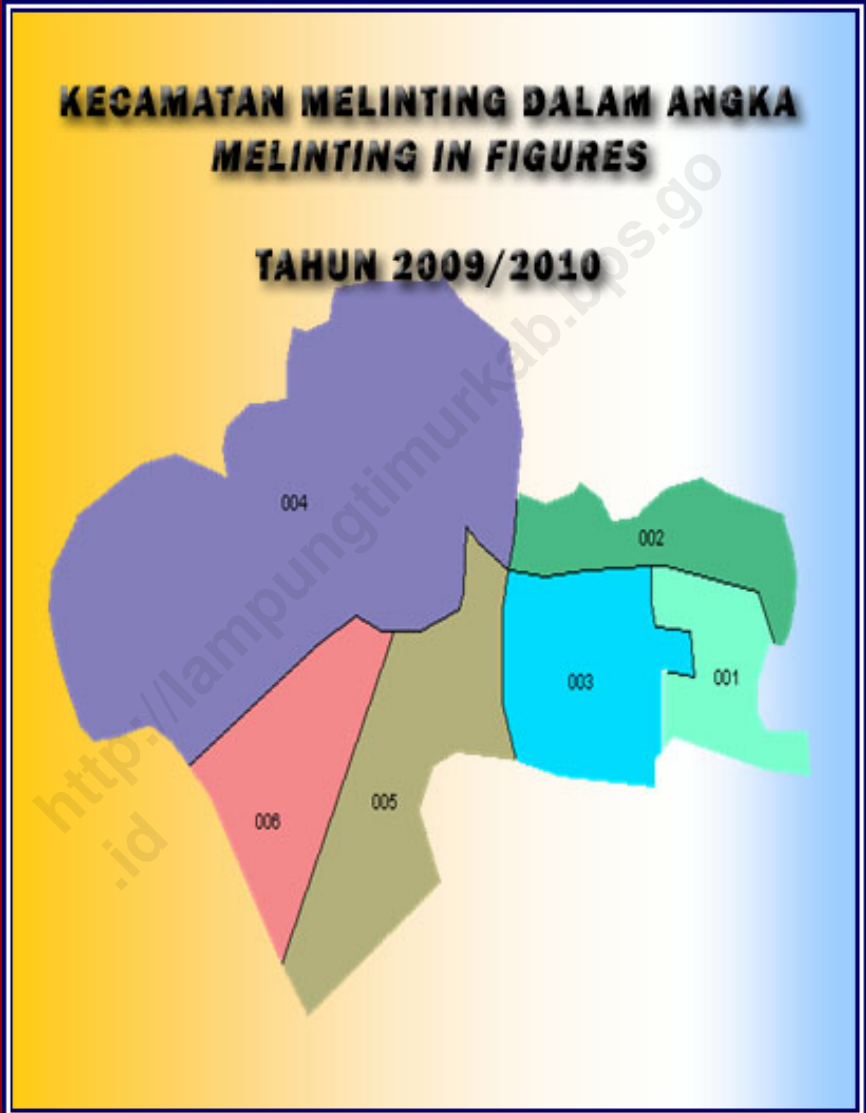 KECAMATAN MELINTING DALAM ANGKA
MELINTING IN FIGURES
TAHUN 2009/2010
004
002
003
001
005
006
http://lampungtimurkab.bps.go
.id